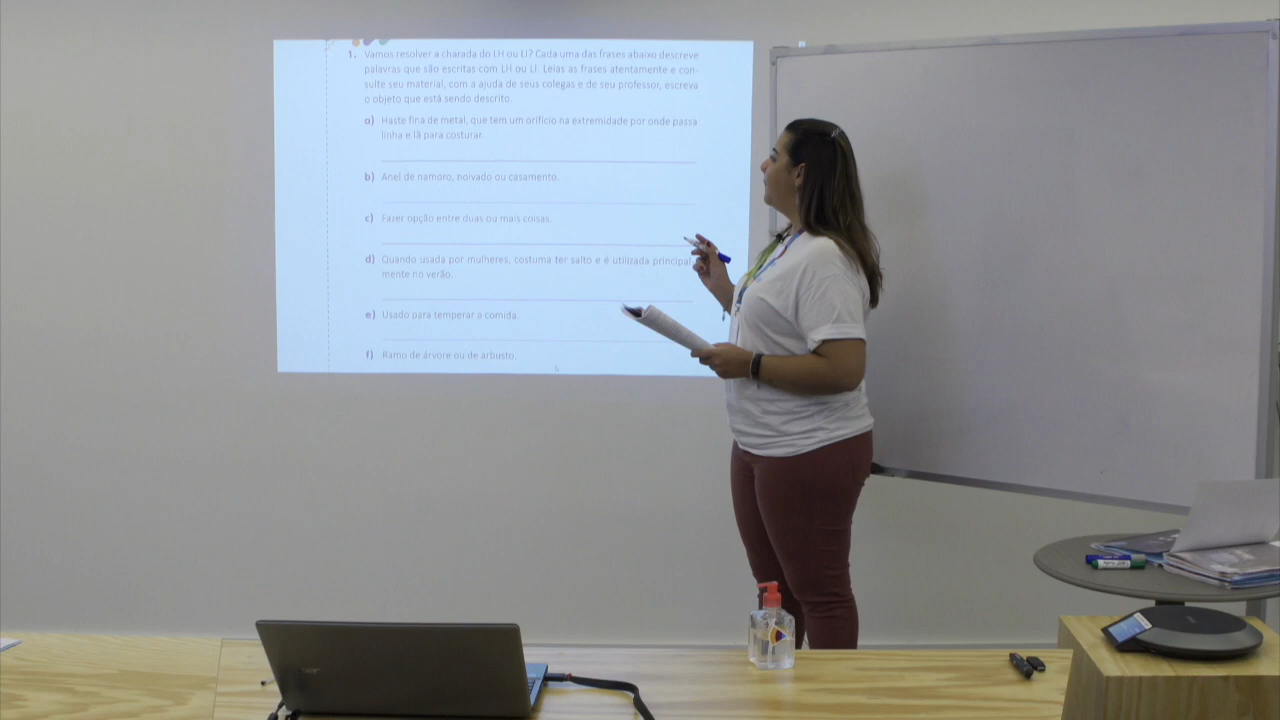 1. Vamos resolver a charada do LH ou LI? Cada uma das frases abaixo descreve
palavras que são escritas com LH ou LI. Leias as frases atentamente e con-
sulte seu material, com a ajuda de seus colegas e de seu professor, escreva
o objeto que está sendo descrito.
a) Haste fina de metal, que tem um orifício na extremidade por onde passa
linha e lã para costurar.
b) Anel de namoro, noivado ou casamento.
c) Fazer opção entre duas ou mais coisas.
d) Quando usada por mulheres, costuma ter salto e é utilizada principal-
mente no verão.
e) Usado para temperar a comida.
f) Ramo de árvore ou de arbusto.